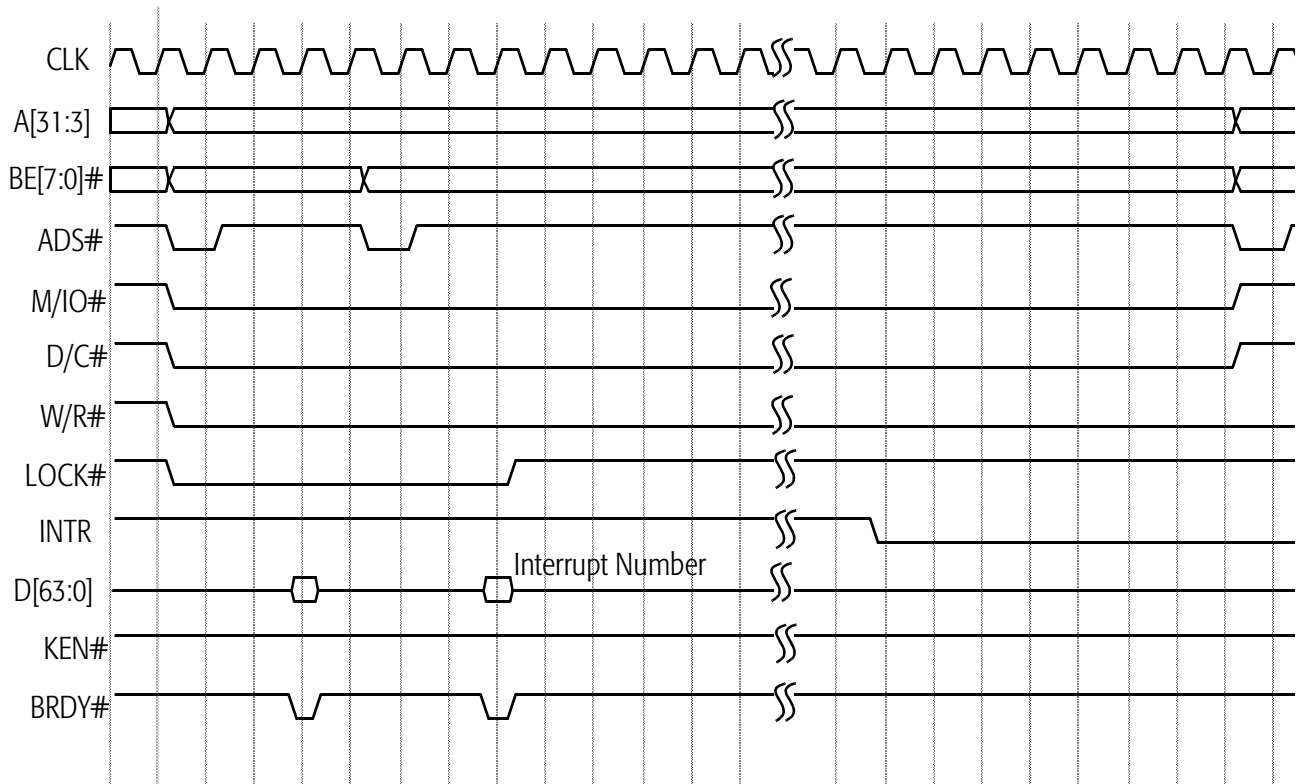 CLK
A[31:3]
BE[7:0]#
ADS#
M/IO#
D/C#
W/R#
LOCK#
INTR
Interrupt Number
D[63:0]
KEN#
BRDY#